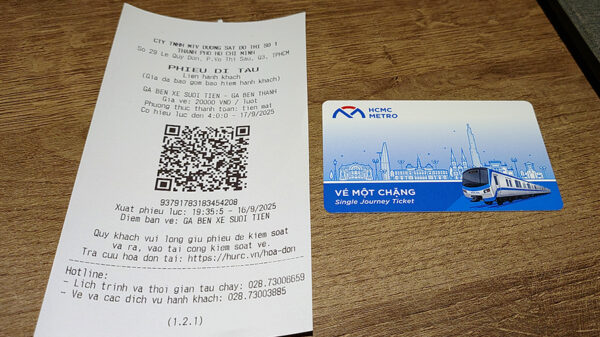 CTY TNHH MTV DUONG SAT DO THI SO 1
THANH PHO HO CHI MINH
So 29 Le Quy Don, P.Vo Thi Sau, Q3, TPHCM
PHIEU DI TAU
(Lien hanh khach)
(Gia da bao gom bao hiem hanh khach)
GA BEN XE SUOI TIEN - GA BEN THANH
Gia ve: 20000 VND / luot
Phuong thuc thanh toan: tien mat
Co hieu luc den 4:0:0 - 17/9/2025
93791783183454208
Xuat phieu luc: 19:35:5 - 16/9/2025
Diem ban ve: GA BEN XE SUOI TIEN
Quy khach vui long giu phieu de kiem soat
va ra, vao tai cong kiem soat ve.
Tra cuu hoa don tai: https://hurc.vn/hoa-don
Hotline:
- Lich trinh va thoi gian tau chay: 028.73006659
- Ve va cac dich vu hanh khach: 028.73003885
(1.2.1)
HCMC
METRO
VÉ MỘT CHẶNG
Single Journey Ticket